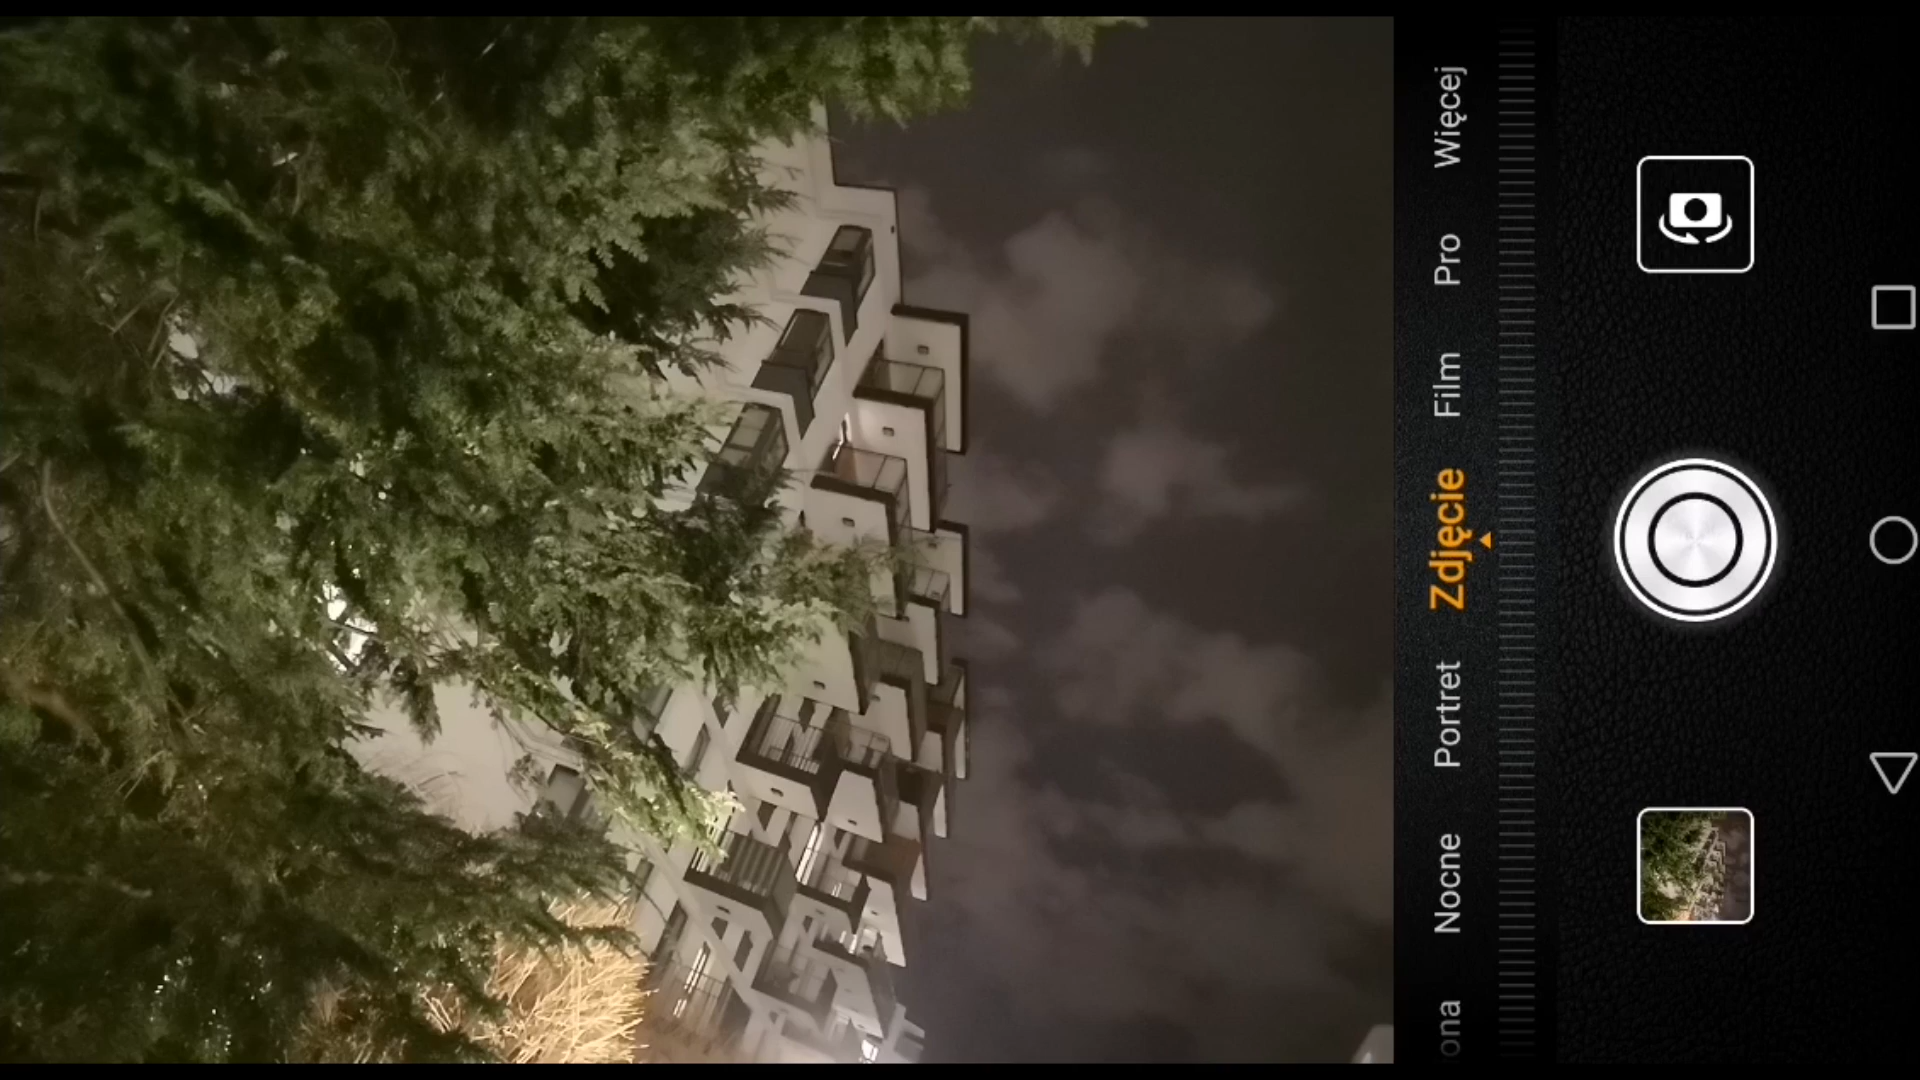 ona
Nocne
Portret
Zdjęcie
Film
Pro
Więcej